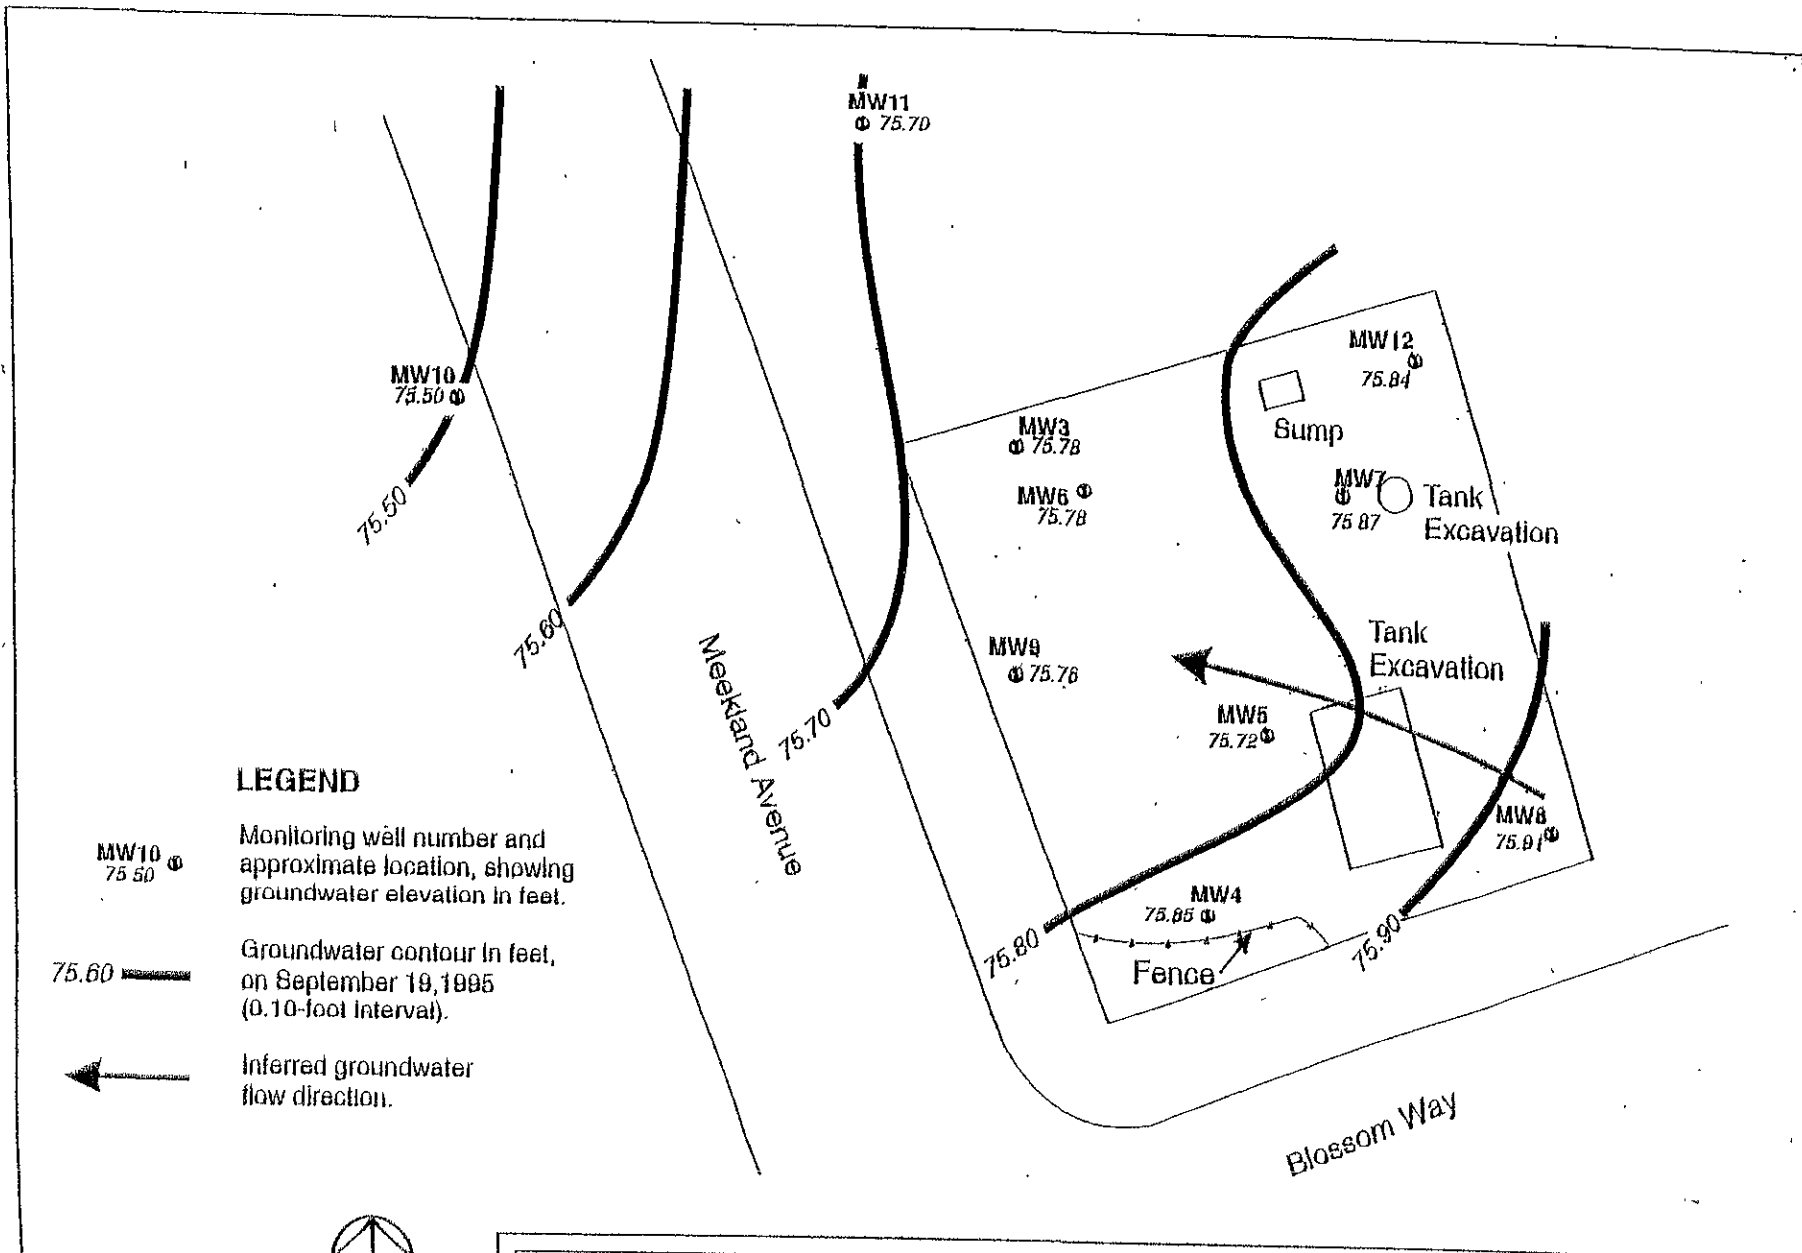 MW11
75.70
MW12
75.84
Sump
MW10
75.50
MW3
75.78
MW6
75.78
MW7
75 87
Tank
Excavation
75.50
75.60
MW9
75.76
Tank
Excavation
MW5
75.72
75.70
Meekland Avenue
MW8
75.91
MW4
75.85
75.80
75.90
Fence
Blossom Way
LEGEND
MW10
75 50
Monitoring well number and
approximate location, showing
groundwater elevation in feet.
75.60
Groundwater contour in feet,
on September 19,1995
(0.10-foot interval).
Inferred groundwater
flow direction.